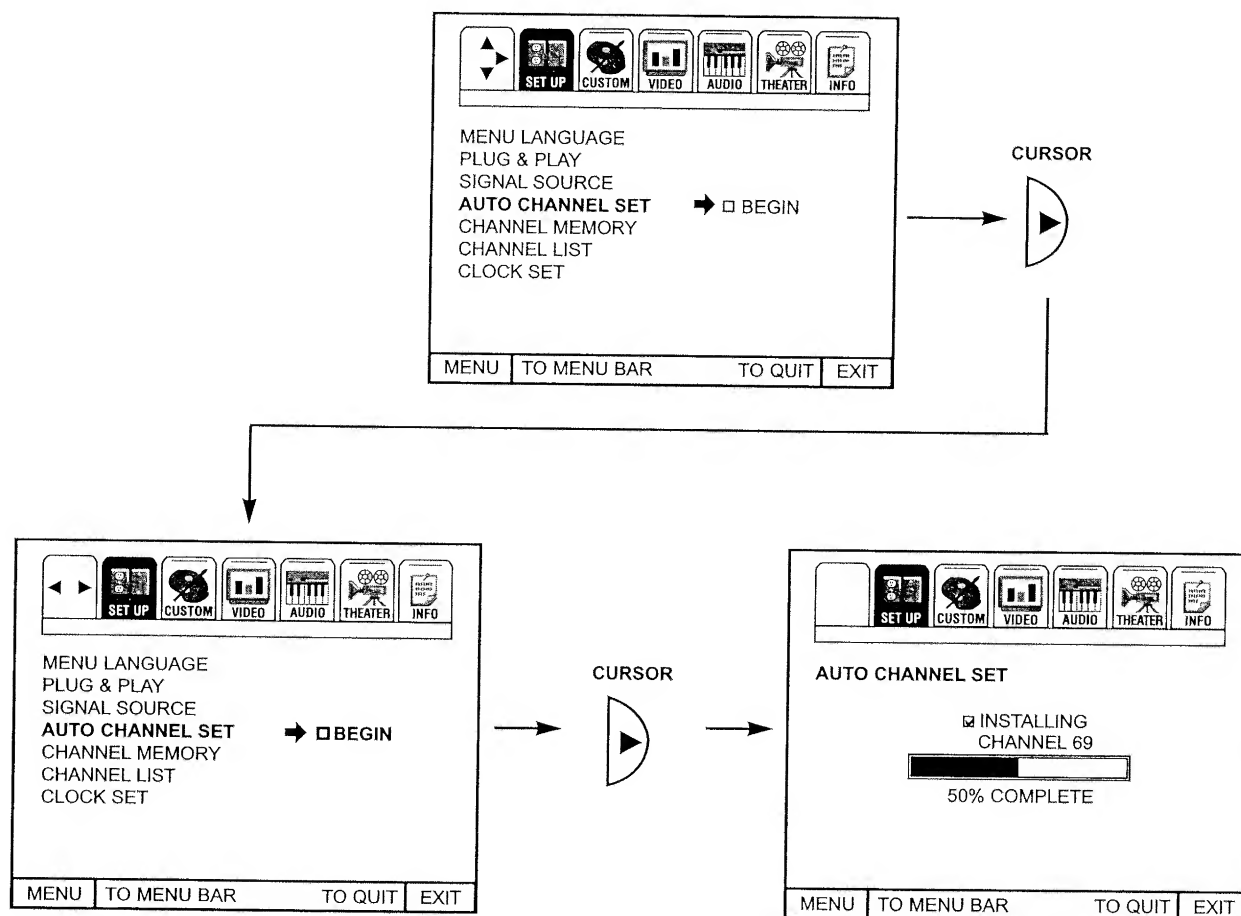 SET UP CUSTOM VIDEO AUDIO THEATER INFO
MENU LANGUAGE
PLUG & PLAY
SIGNAL SOURCE
AUTO CHANNEL SET BEGIN
CHANNEL MEMORY
CHANNEL LIST
CLOCK SET
MENU TO MENU BAR TO QUIT EXIT
CURSOR
SET UP CUSTOM VIDEO AUDIO THEATER INFO
MENU LANGUAGE
PLUG & PLAY
SIGNAL SOURCE
AUTO CHANNEL SET BEGIN
CHANNEL MEMORY
CHANNEL LIST
CLOCK SET
MENU TO MENU BAR TO QUIT EXIT
CURSOR
SET UP CUSTOM VIDEO AUDIO THEATER INFO
AUTO CHANNEL SET
INSTALLING
CHANNEL 69
50% COMPLETE
MENU TO MENU BAR TO QUIT EXIT